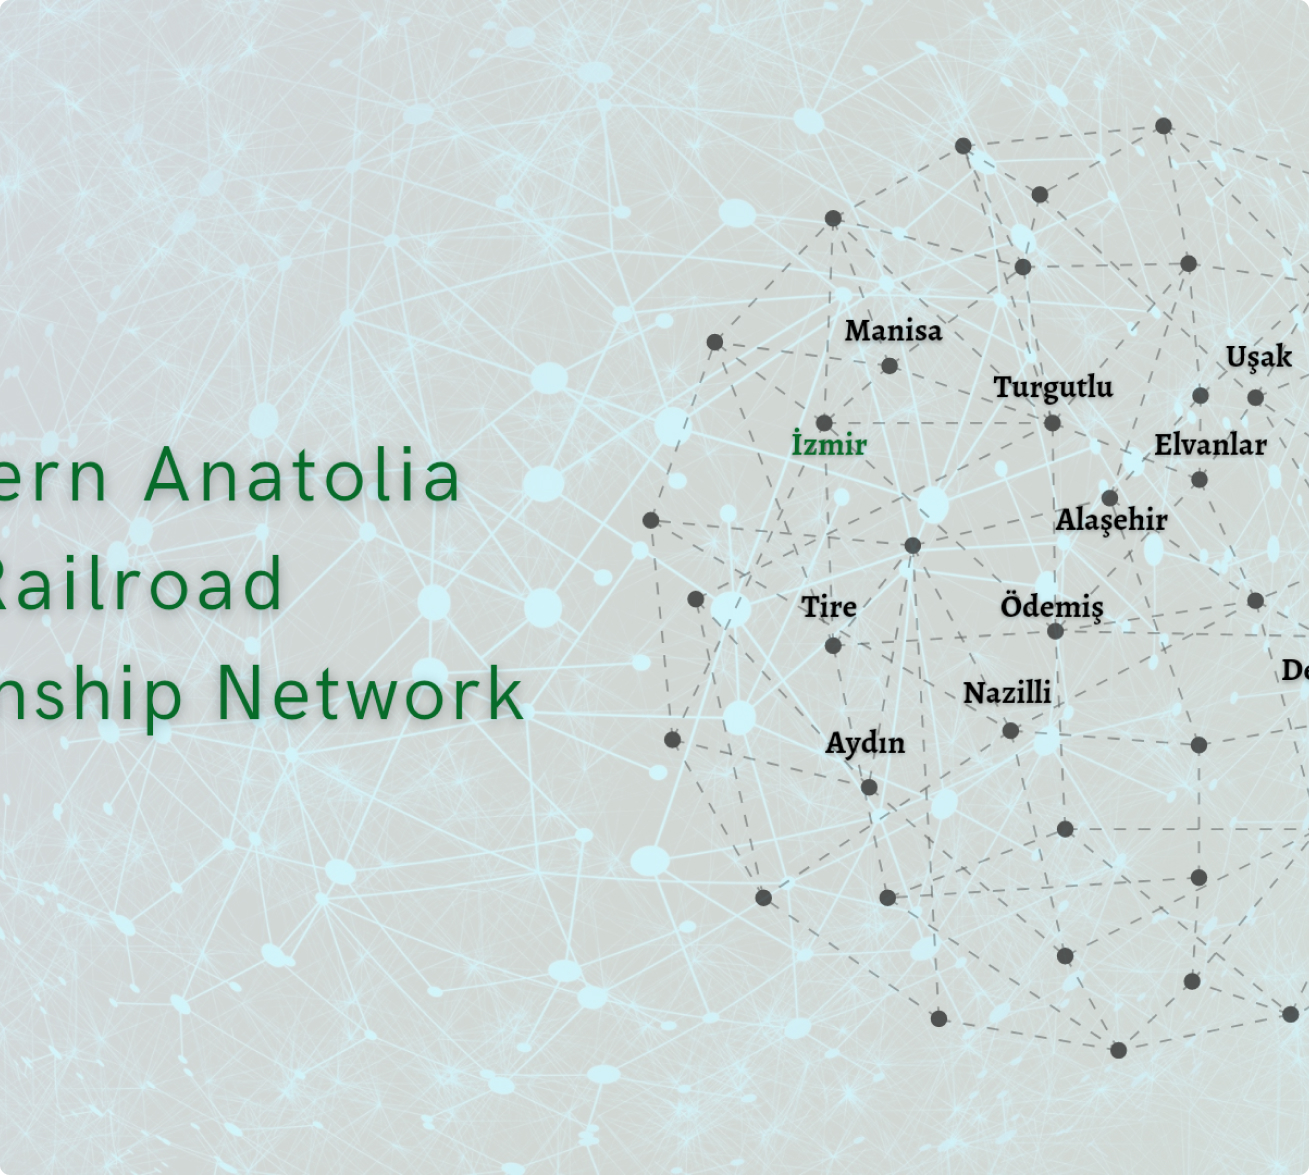 ern Anatolia
Railroad
nship Network
Manisa
Uşak
Turgutlu
İzmir
Elvanlar
Alaşehir
Tire
Ödemiş
De
Nazilli
Aydın